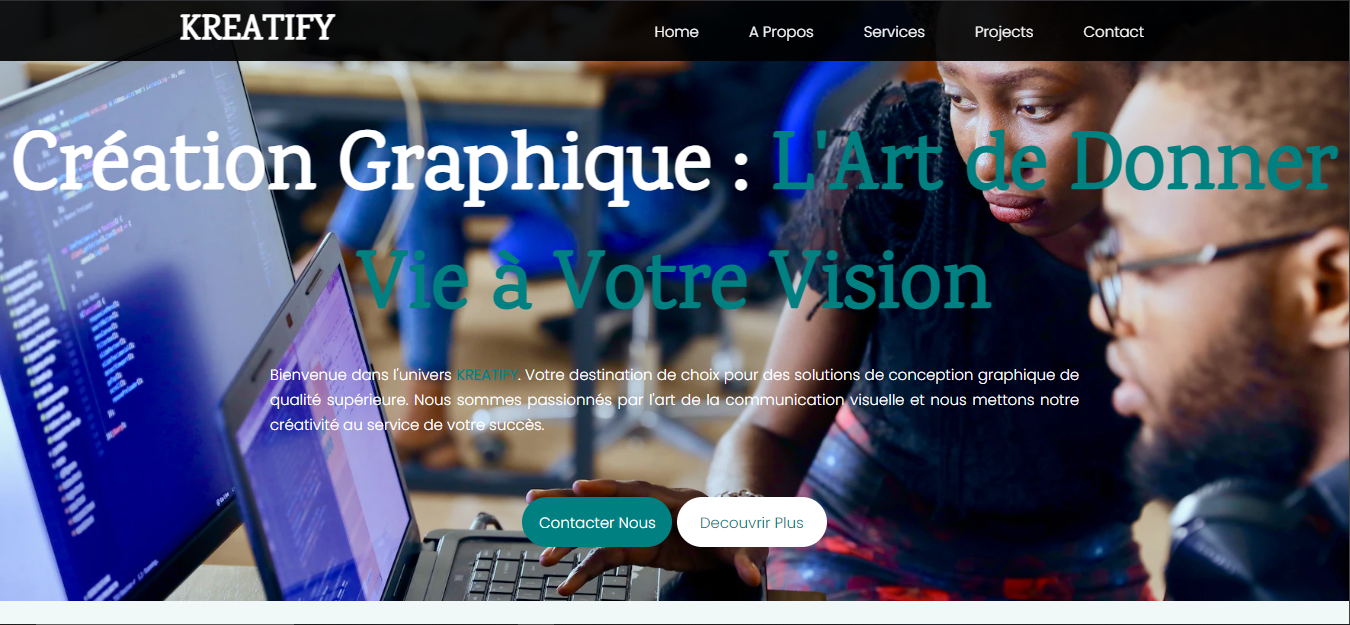 KREATIFY
Home A Propos Services Projects Contact
Création Graphique : L'Art de Donner
Vie à Votre Vision
Bienvenue dans l'univers KREATIFY. Votre destination de choix pour des solutions de conception graphique de
qualité supérieure. Nous sommes passionnés par l'art de la communication visuelle et nous mettons notre
créativité au service de votre succès.
Contacter Nous Decouvrir Plus